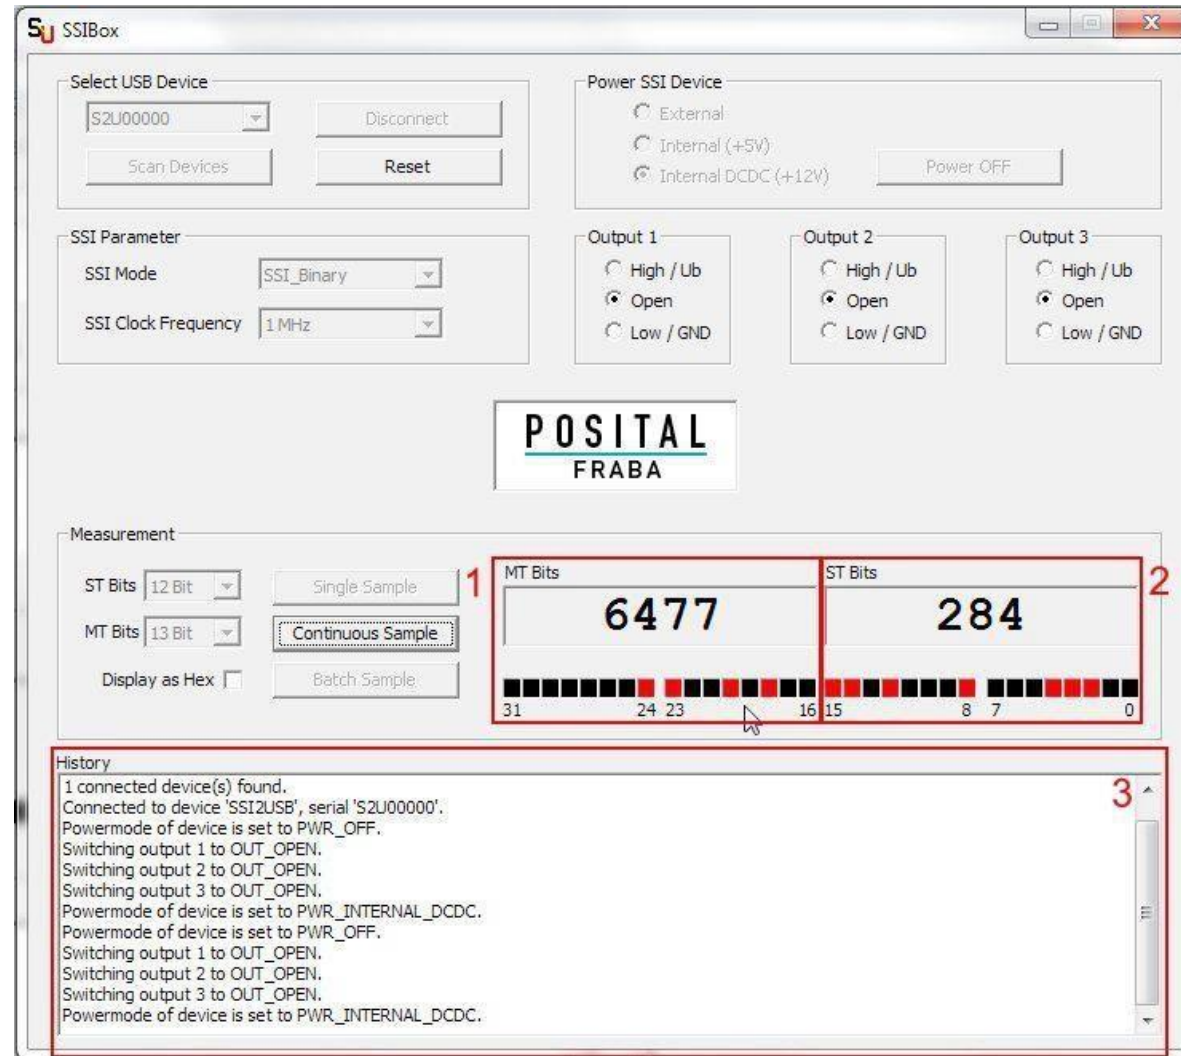 SU SSIBox
Select USB Device
S2U00000
Disconnect
Scan Devices
Reset
Power SSI Device
External
Internal (+5V)
Internal DCDC (+12V)
Power OFF
SSI Parameter
SSI Mode SSI_Binary
SSI Clock Frequency 1 MHz
Output 1
High / Ub
Open
Low / GND
Output 2
High / Ub
Open
Low / GND
Output 3
High / Ub
Open
Low / GND
POSITAL
FRABA
Measurement
ST Bits 12 Bit
Single Sample
MT Bits 13 Bit
Continuous Sample
Display as Hex
Batch Sample
1
MT Bits
6477
31 24 23 16
ST Bits
284
15 8 7 0
2
History
3
1 connected device(s) found.
Connected to device 'SSI2USB', serial 'S2U00000'.
Powermode of device is set to PWR_OFF.
Switching output 1 to OUT_OPEN.
Switching output 2 to OUT_OPEN.
Switching output 3 to OUT_OPEN.
Powermode of device is set to PWR_INTERNAL_DCDC.
Powermode of device is set to PWR_OFF.
Switching output 1 to OUT_OPEN.
Switching output 2 to OUT_OPEN.
Switching output 3 to OUT_OPEN.
Powermode of device is set to PWR_INTERNAL_DCDC.